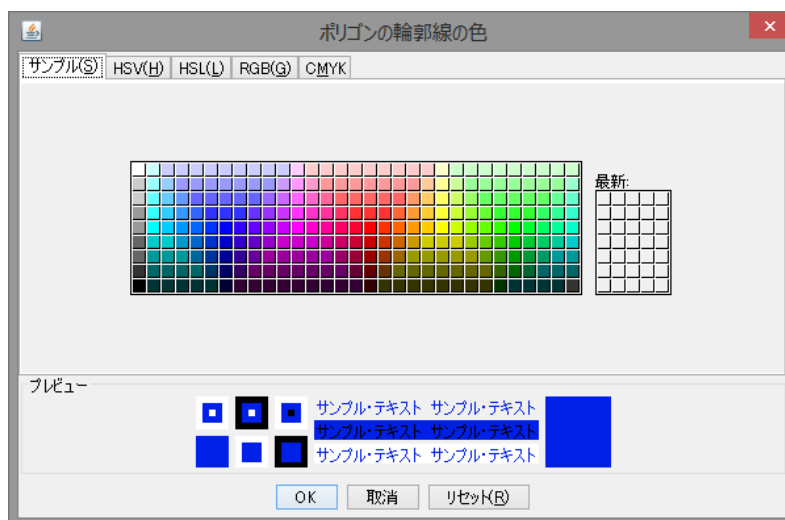 ポリゴンの輪郭線の色
サンプル(S) HSV(H) HSL(L) RGB(G) CMYK
最新:
プレビュー
サンプル・テキスト サンプル・テキスト
サンプル・テキスト サンプル・テキスト
サンプル・テキスト サンプル・テキスト
OK 取消 リセット(R)